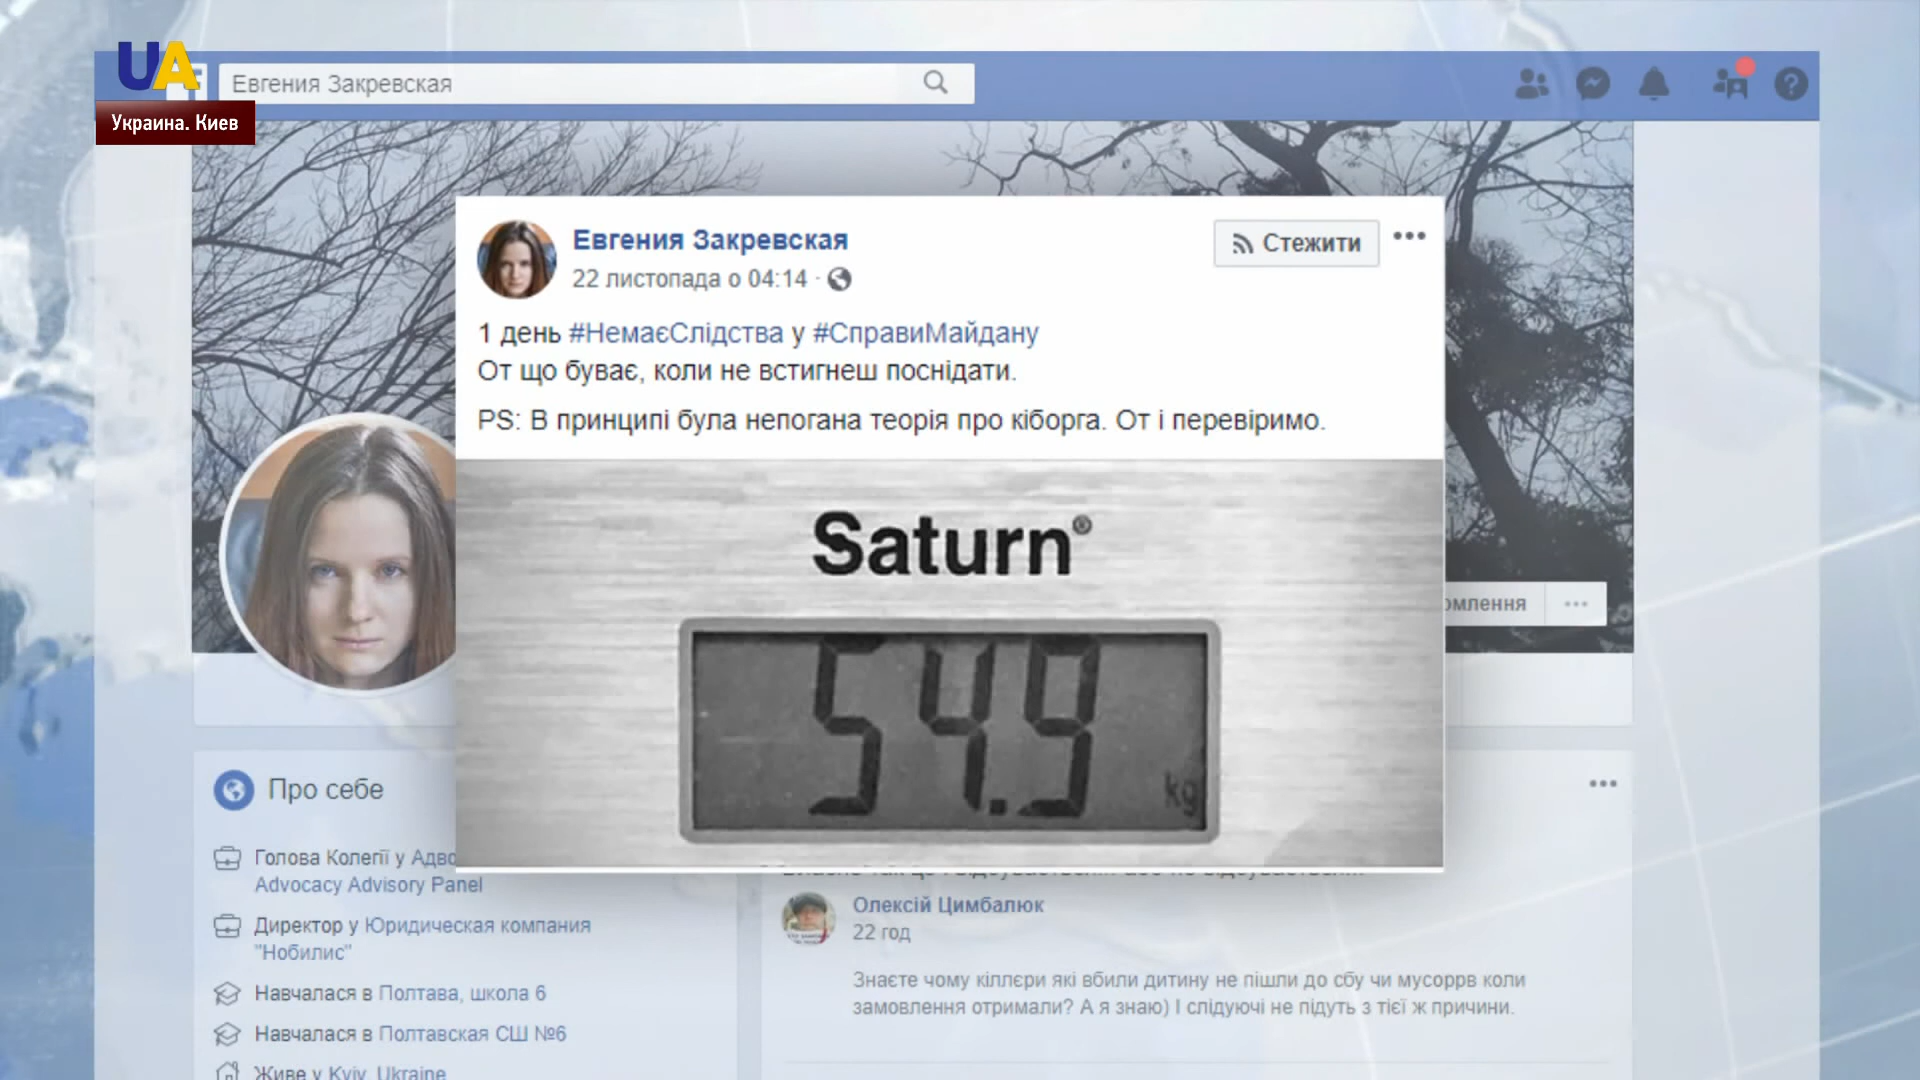 UA
Украина. Киев
Евгения Закревская
Евгения Закревская
22 листопада о 04:14 ·
Стежити
1 день #НемаєСлідства у #СправиМайдану
От що буває, коли не встигнеш поснідати.
PS: В принципі була непогана теорія про кіборга. От і перевіримо.
Saturn®
54.9
kg
Про себе
Голова Колегії у
Advocacy Advisory Panel
Директор у Юридическая компания
"Нобилис"
Навчалася в Полтава, школа 6
Навчалася в Полтавская СШ №6
Живе у Kyiv, Ukraine
Олексій Цимбалюк
22 год
Знаєте чому кіллєри які вбили дитину не пішли до сбу чи мусоррв коли
замовлення отримали? А я знаю) І слідуючі не підуть з тієї ж причини.